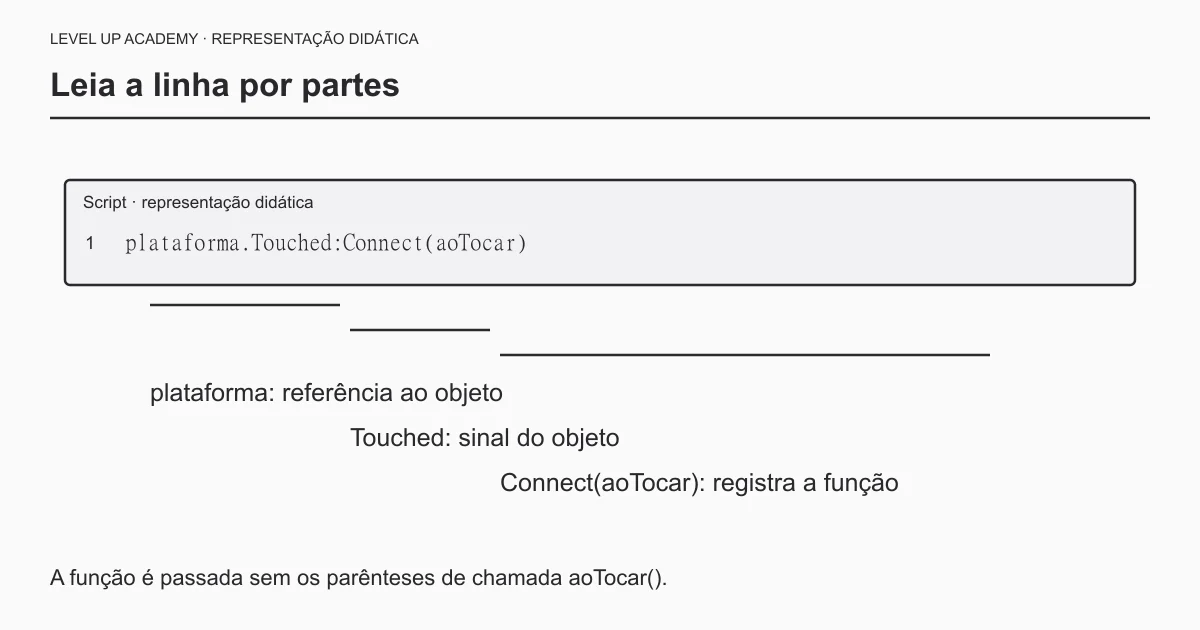 LEVEL UP ACADEMY · REPRESENTAÇÃO DIDÁTICA
Leia a linha por partes
Script · representação didática
1 plataforma.Touched:Connect(aoTocar)
plataforma: referência ao objeto
Touched: sinal do objeto
Connect(aoTocar): registra a função
A função é passada sem os parênteses de chamada aoTocar().